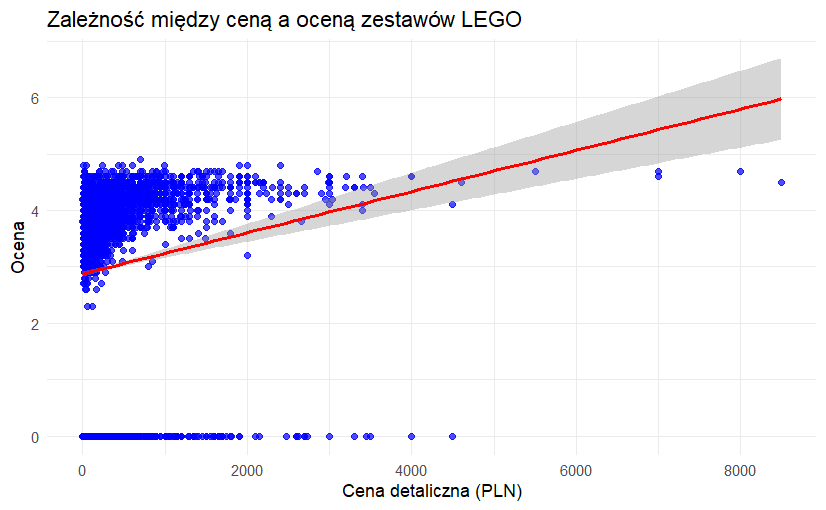 Zależność między ceną a oceną zestawów LEGO
Ocena
6
4
2
0
0 2000 4000 6000 8000
Cena detaliczna (PLN)